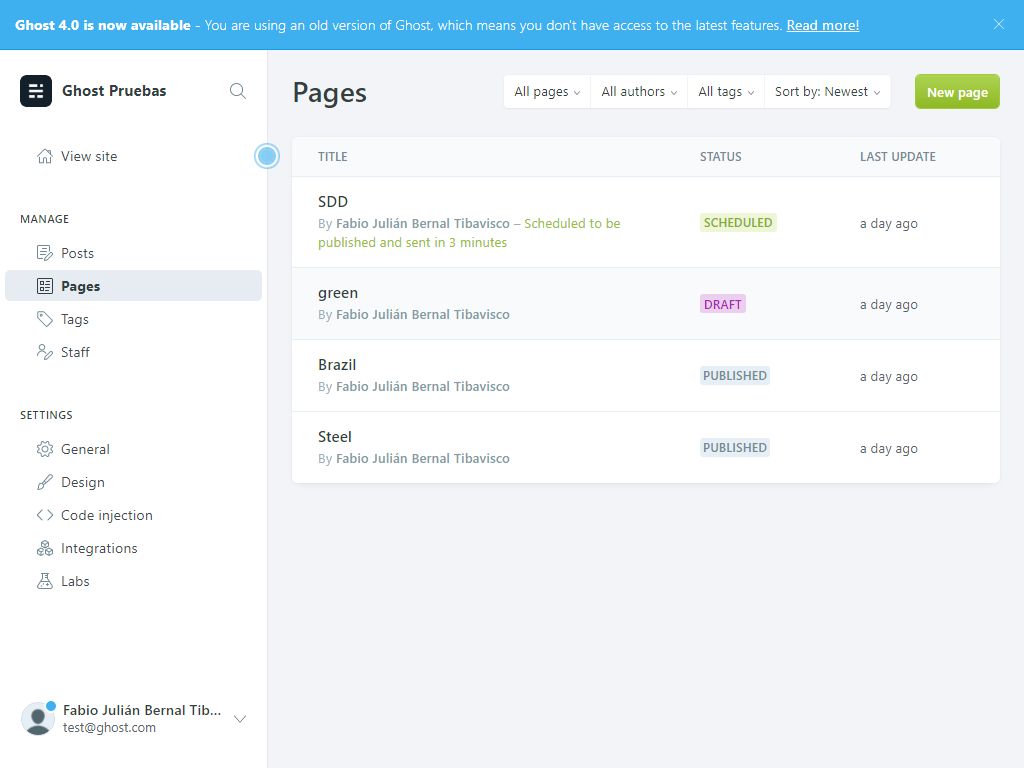 Ghost 4.0 is now available - You are using an old version of Ghost, which means you don't have access to the latest features. Read more!
Ghost Pruebas
View site
MANAGE
Posts
Pages
Tags
Staff
SETTINGS
General
Design
Code injection
Integrations
Labs
Fabio Julián Bernal Tib...
test@ghost.com
Pages
All pages
All authors
All tags
Sort by: Newest
New page
TITLE STATUS LAST UPDATE
SDD
By Fabio Julián Bernal Tibavisco – Scheduled to be
published and sent in 3 minutes
SCHEDULED
a day ago
green
By Fabio Julián Bernal Tibavisco
DRAFT
a day ago
Brazil
By Fabio Julián Bernal Tibavisco
PUBLISHED
a day ago
Steel
By Fabio Julián Bernal Tibavisco
PUBLISHED
a day ago